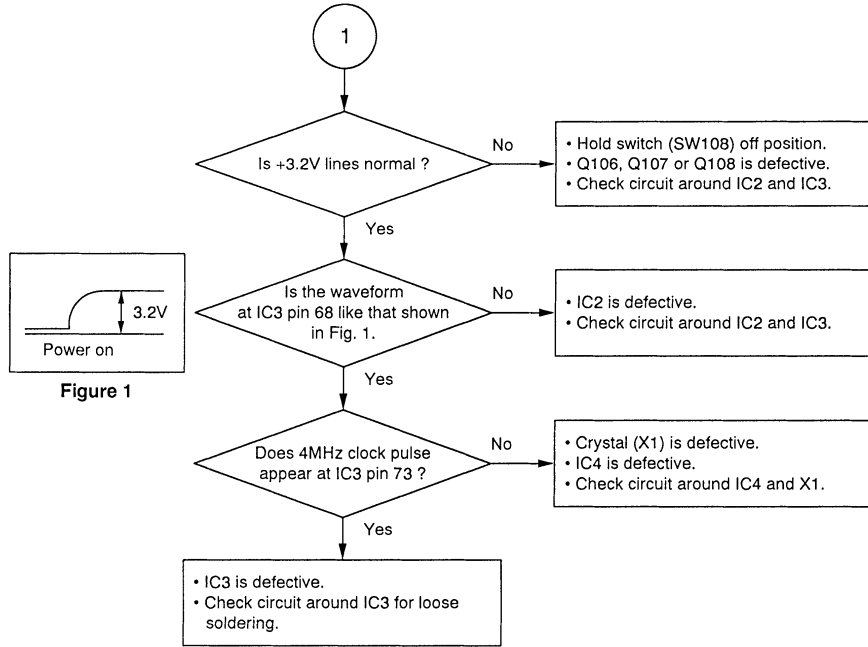 1
Is +3.2V lines normal ?
No
• Hold switch (SW108) off position.
• Q106, Q107 or Q108 is defective.
• Check circuit around IC2 and IC3.
Yes
3.2V
Power on
Figure 1
Is the waveform
at IC3 pin 68 like that shown
in Fig. 1.
No
• IC2 is defective.
• Check circuit around IC2 and IC3.
Yes
Does 4MHz clock pulse
appear at IC3 pin 73 ?
No
• Crystal (X1) is defective.
• IC4 is defective.
• Check circuit around IC4 and X1.
Yes
• IC3 is defective.
• Check circuit around IC3 for loose
soldering.